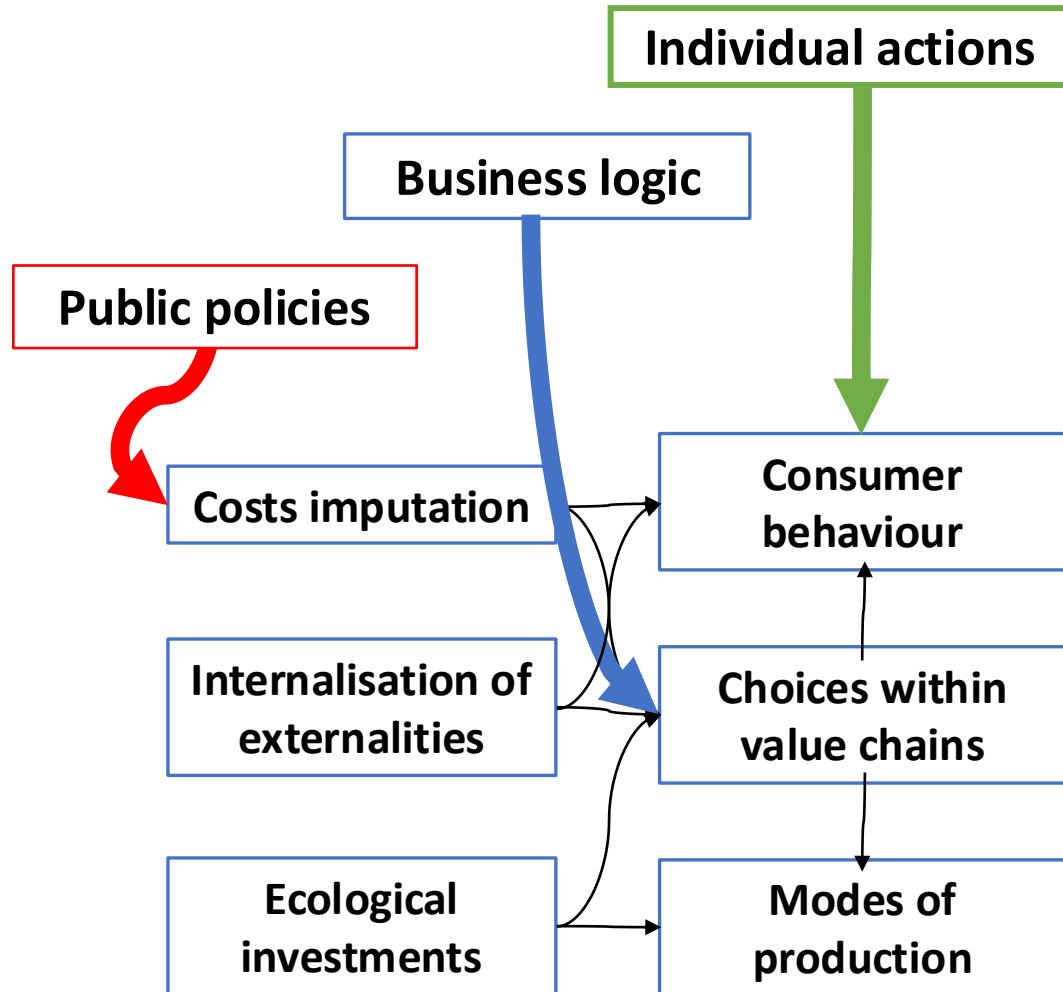 Individual actions
Business logic
Public policies
Costs imputation
Consumer
behaviour
Internalisation of
externalities
Choices within
value chains
Ecological
investments
Modes of
production